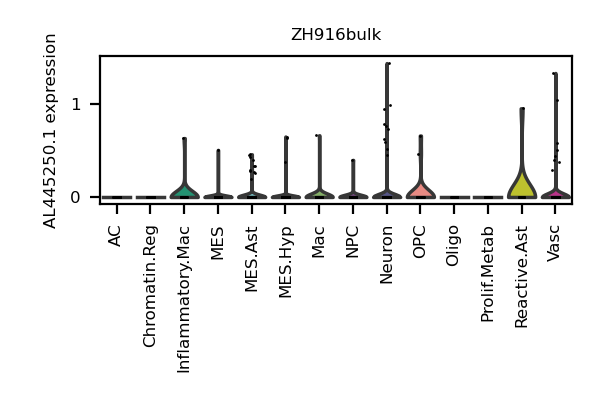 ZH916bulk
AL445250.1 expression
1
0
AC
Chromatin.Reg
Inflammatory.Mac
MES
MES.Ast
MES.Hyp
Mac
NPC
Neuron
OPC
Oligo
Prolif.Metab
Reactive.Ast
Vasc